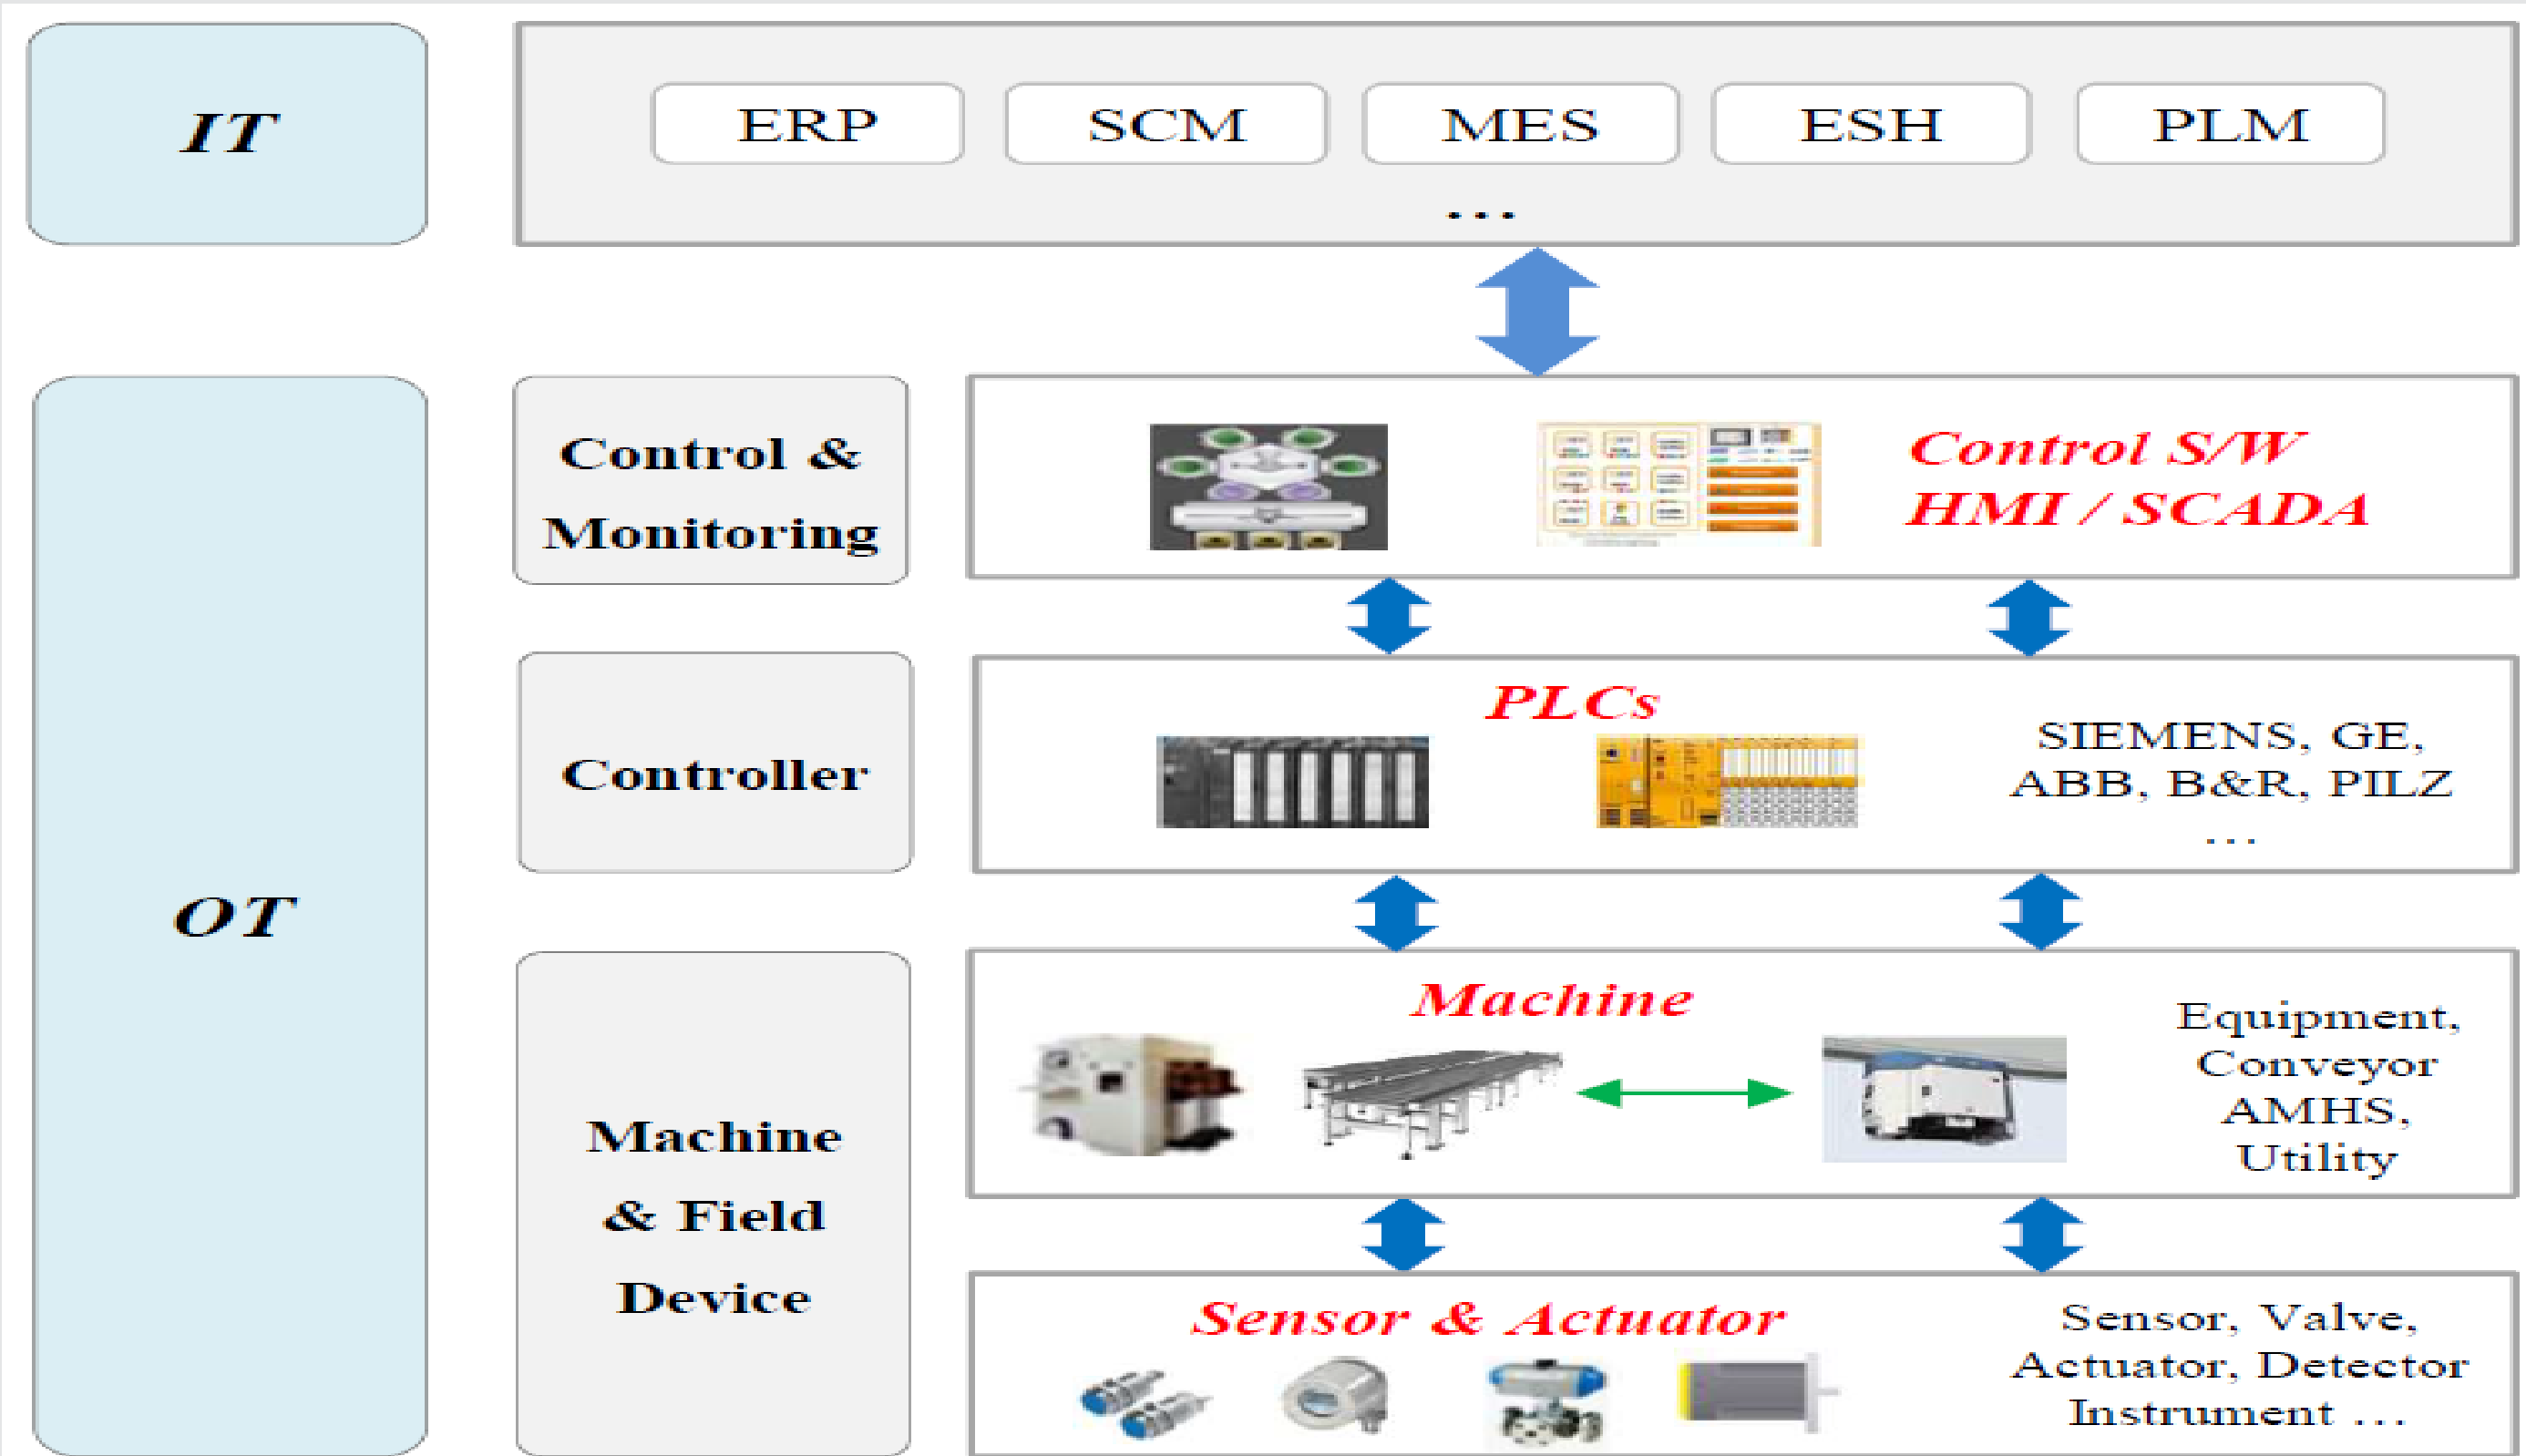 IT
ERP
SCM
MES
ESH
PLM
...
OT
Control &
Monitoring
Control S/W
HMI / SCADA
Controller
PLCs
SIEMENS, GE,
ABB, B&R, PILZ
...
Machine
& Field
Device
Machine
Equipment,
Conveyor
AMHS,
Utility
Sensor & Actuator
Sensor, Valve,
Actuator, Detector
Instrument ...